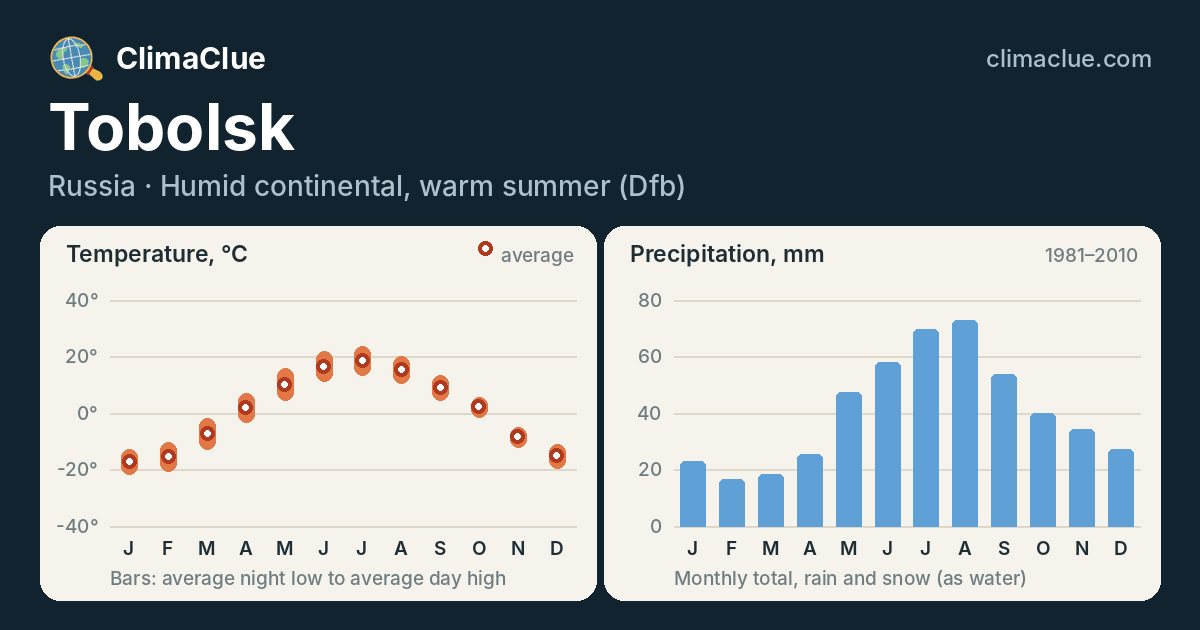 ClimaClue
climaclue.com
Tobolsk
Russia · Humid continental, warm summer (Dfb)
Temperature, °C
average
40°
20°
0°
-20°
-40°
J F M A M J J A S O N D
Bars: average night low to average day high
Precipitation, mm
1981–2010
80
60
40
20
0
J F M A M J J A S O N D
Monthly total, rain and snow (as water)